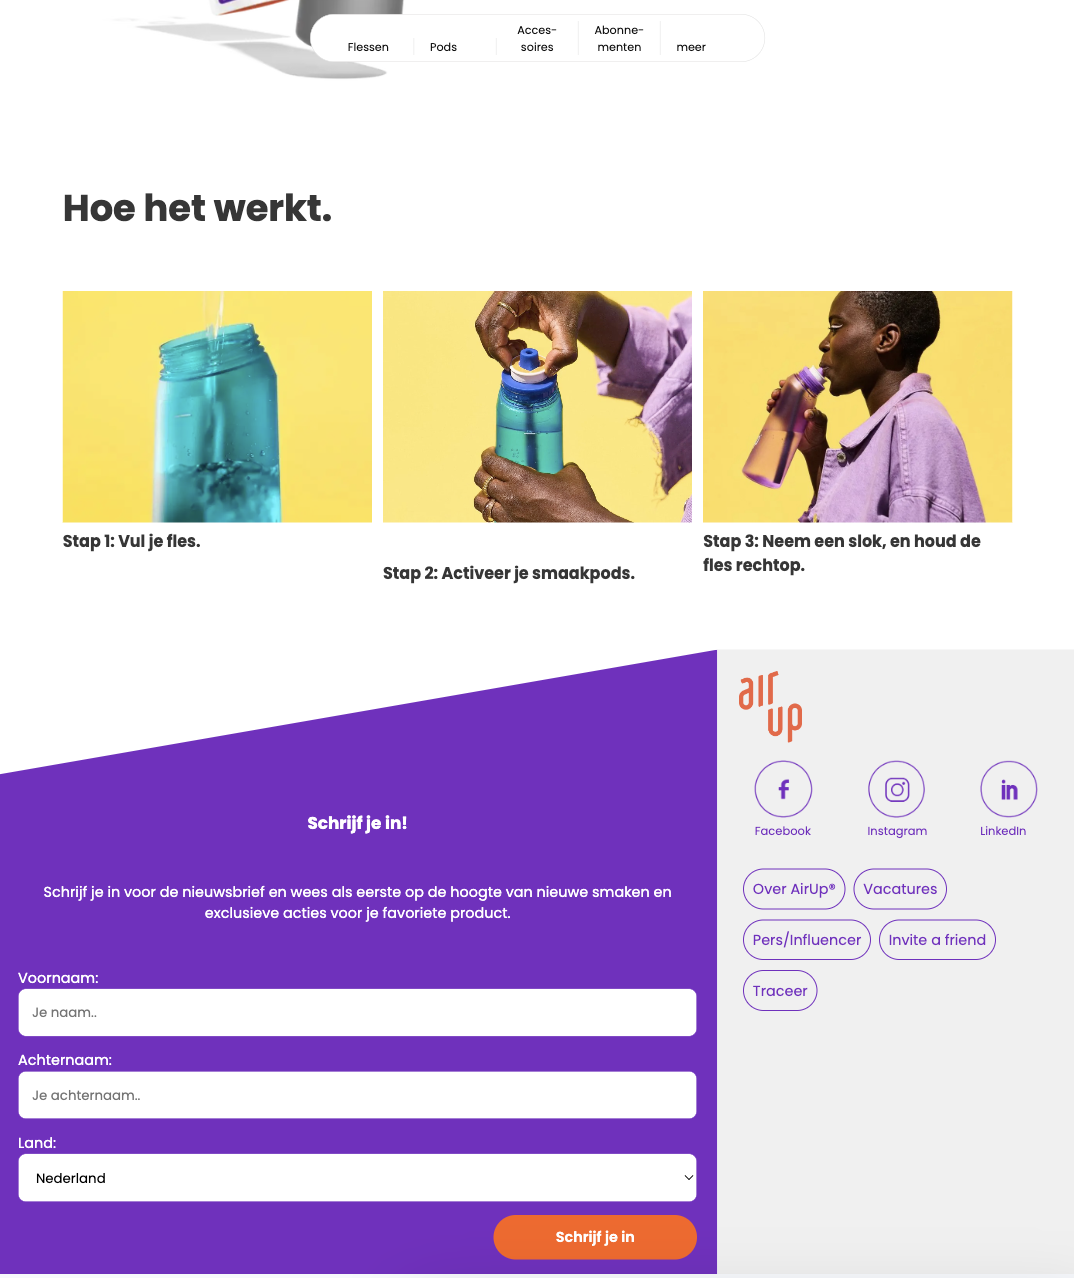 Flessen
Pods
Acces-
soires
Abonne-
menten
meer
Hoe het werkt.
Stap 1: Vul je fles.
Stap 2: Activeer je smaakpods.
Stap 3: Neem een slok, en houd de
fles rechtop.
Schrijf je in!
Schrijf je in voor de nieuwsbrief en wees als eerste op de hoogte van nieuwe smaken en
exclusieve acties voor je favoriete product.
Voornaam:
Je naam..
Achternaam:
Je achternaam..
Land:
Nederland
Schrijf je in
air
up
Facebook
Instagram
LinkedIn
Over AirUp®
Vacatures
Pers/Influencer
Invite a friend
Traceer